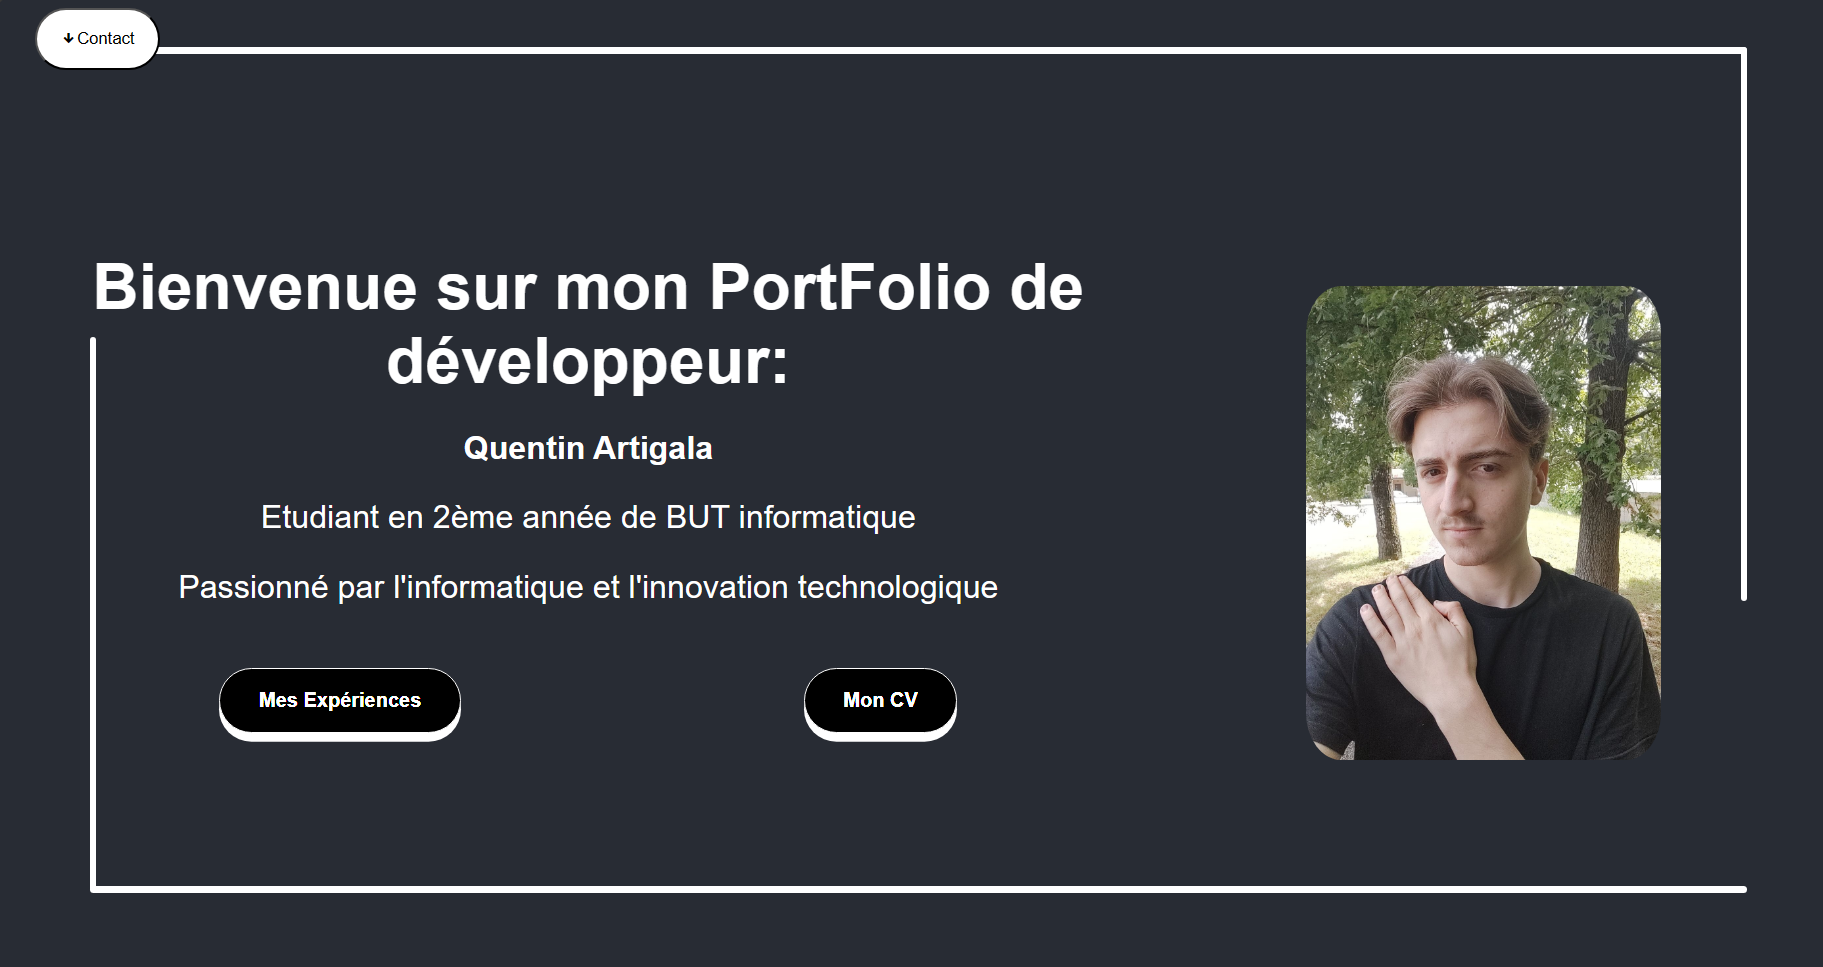 ↓ Contact
Bienvenue sur mon PortFolio de
développeur:
Quentin Artigala
Etudiant en 2ème année de BUT informatique
Passionné par l'informatique et l'innovation technologique
Mes Expériences
Mon CV